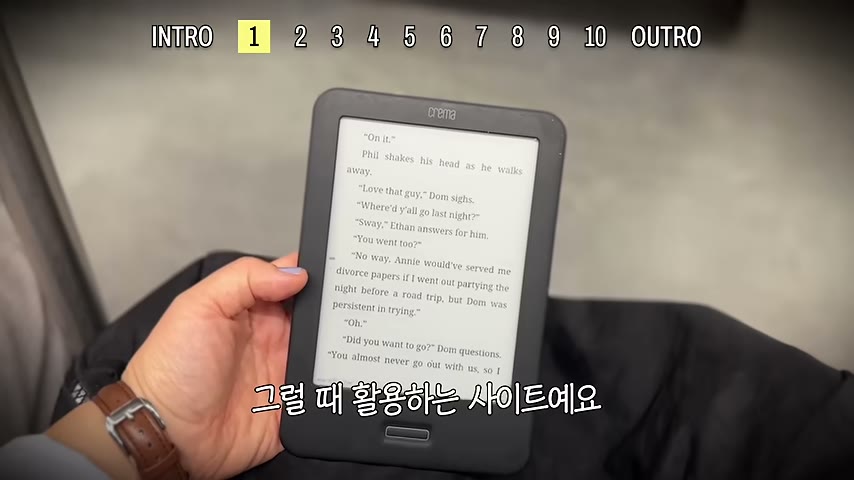 INTRO 1 2 3 4 5 6 7 8 9 10 OUTRO
crema
“On it.”
Phil shakes his head as he walks
away.
“Love that guy,” Dom sighs.
“Where’d y’all go last night?”
“Sway,” Ethan answers for him.
“You went too?”
“No way. Annie would’ve served me
divorce papers if I went out partying the
night before a road trip, but Dom was
persistent in trying.”
“Oh.”
“Did you want to go?” Dom questions.
“You almost never go out with us, so I
그럴 때 활용하는 사이트예요